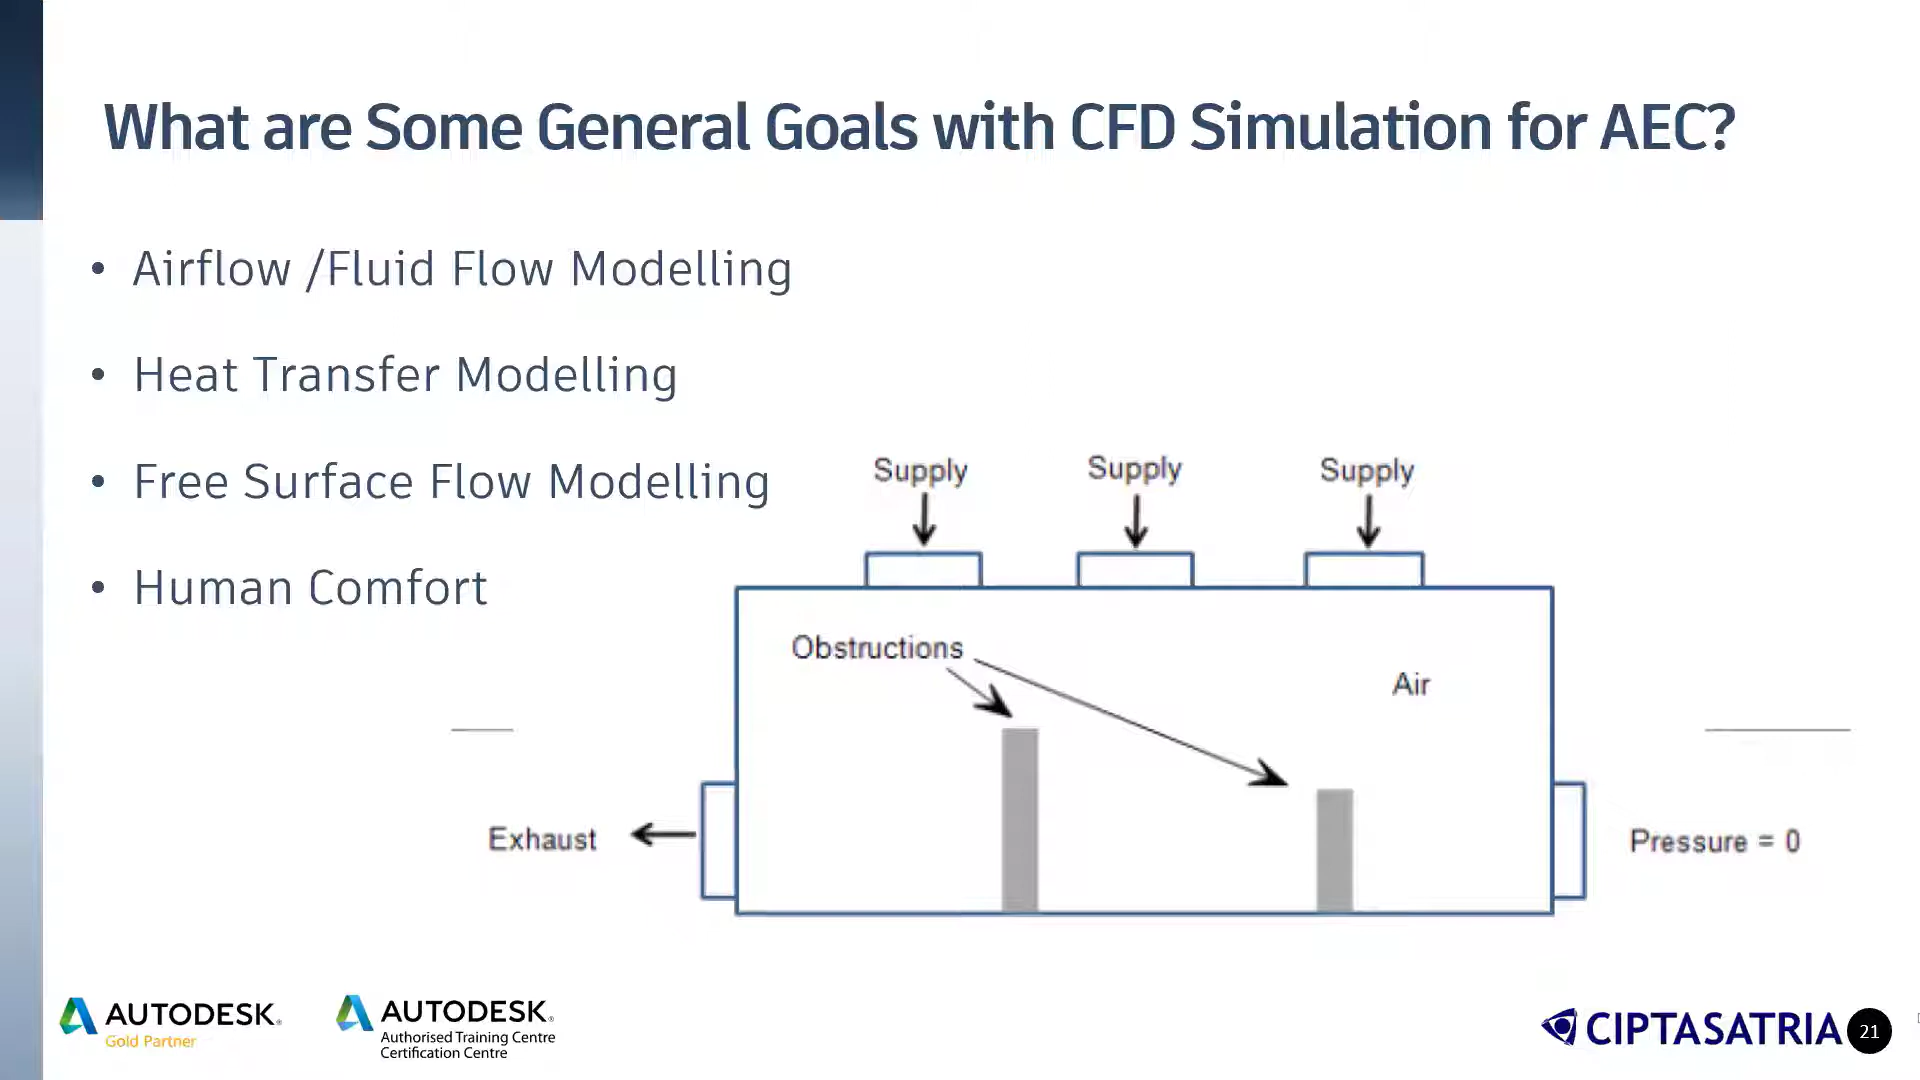 What are Some General Goals with CFD Simulation for AEC?
• Airflow /Fluid Flow Modelling
• Heat Transfer Modelling
• Free Surface Flow Modelling
• Human Comfort
Supply Supply Supply
Obstructions
Air
Exhaust
Pressure = 0
AUTODESK®
Gold Partner
AUTODESK®
Authorised Training Centre
Certification Centre
CIPTASATRIA
21